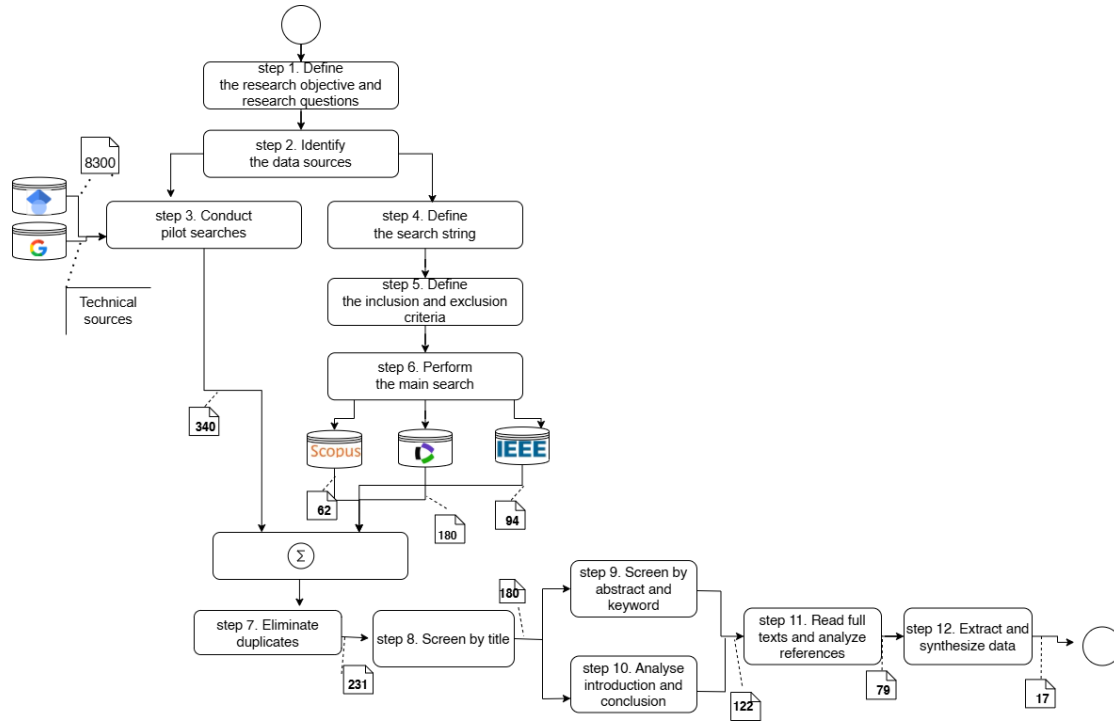 step 1. Define
the research objective and
research questions
step 2. Identify
the data sources
8300
step 3. Conduct
pilot searches
step 4. Define
the search string
G
Technical
sources
step 5. Define
the inclusion and exclusion
criteria
step 6. Perform
the main search
340
Scopus
IEEE
62
180
94
Σ
step 7. Eliminate
duplicates
231
step 8. Screen by title
180
step 9. Screen by
abstract and
keyword
step 10. Analyse
introduction and
conclusion
122
step 11. Read full
texts and analyze
references
79
step 12. Extract and
synthesize data
17